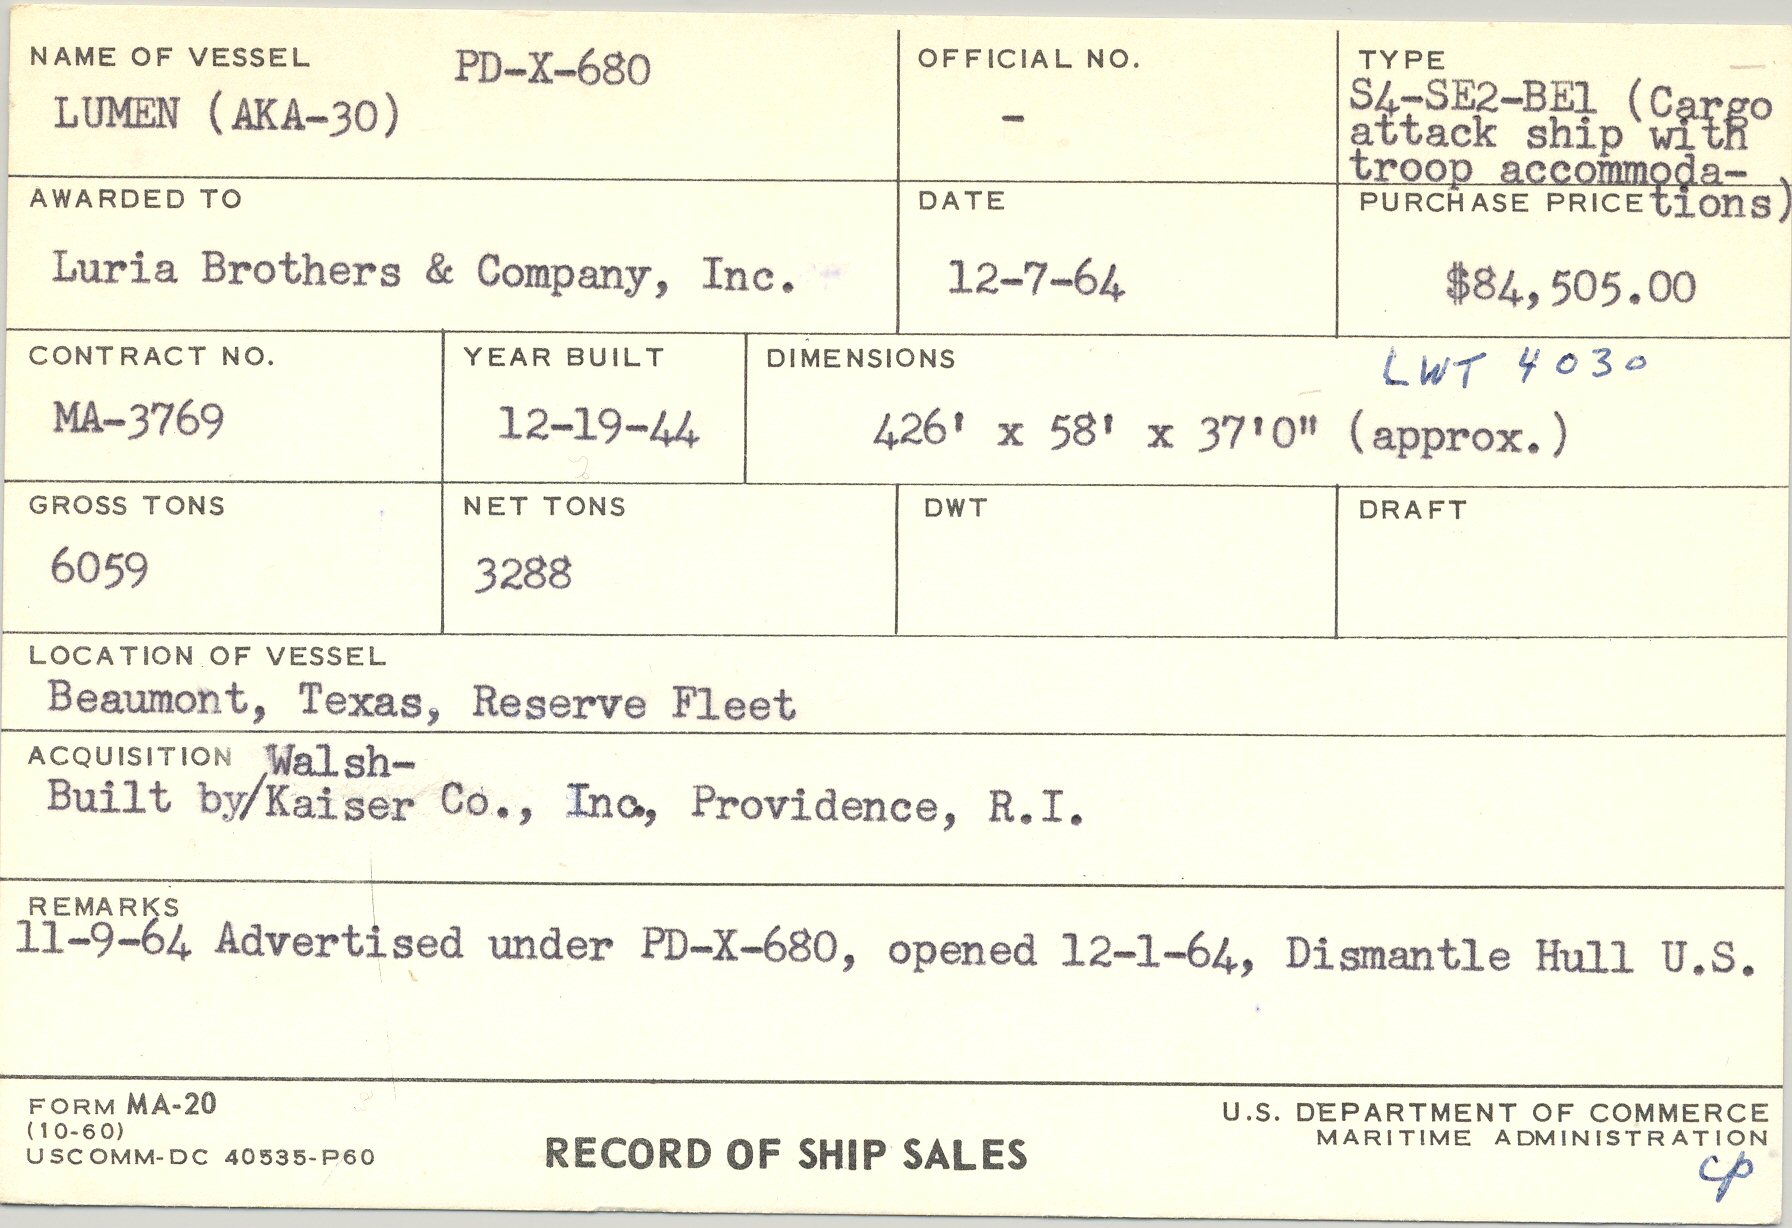 NAME OF VESSEL PD-X-680
LUMEN (AKA-30)
OFFICIAL NO.
-
TYPE
S4-SE2-BE1 (Cargo
attack ship with
troop accommoda-
tions)
AWARDED TO
Luria Brothers & Company, Inc.
DATE
12-7-64
PURCHASE PRICE
$84,505.00
CONTRACT NO.
MA-3769
YEAR BUILT
12-19-44
DIMENSIONS LWT 4030
426' x 58' x 37'0" (approx.)
GROSS TONS
6059
NET TONS
3288
DWT
DRAFT
LOCATION OF VESSEL
Beaumont, Texas, Reserve Fleet
ACQUISITION Walsh-
Built by/Kaiser Co., Inc., Providence, R.I.
REMARKS
11-9-64 Advertised under PD-X-680, opened 12-1-64, Dismantle Hull U.S.
FORM MA-20
(10-60)
USCOMM-DC 40535-P60
RECORD OF SHIP SALES
U.S. DEPARTMENT OF COMMERCE
MARITIME ADMINISTRATION
cp